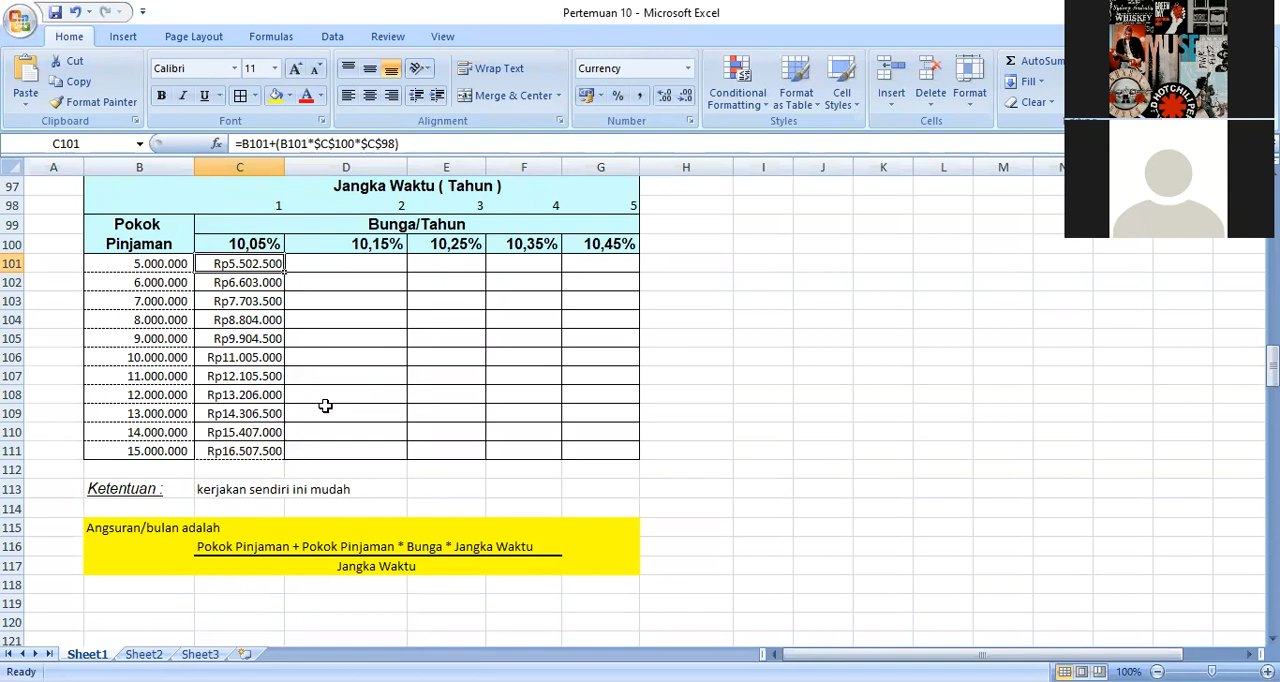 Pertemuan 10 - Microsoft Excel
Home Insert Page Layout Formulas Data Review View
Cut
Copy
Format Painter
Paste
Clipboard
Calibri 11
B I U
Font
Wrap Text
Merge & Center
Alignment
Currency
Number
Conditional Formatting
Format as Table
Cell Styles
Styles
Insert Delete Format
Cells
Σ AutoSum
Fill
Clear
WHISKEY
GREEN DAY
MUSE
C101 fx =B101+(B101*$C$100*$C$98)
A B C D E F G H I J K L M
97 Jangka Waktu ( Tahun )
98 1 2 3 4 5
99 Pokok Bunga/Tahun
100 Pinjaman 10,05% 10,15% 10,25% 10,35% 10,45%
101 5.000.000 Rp5.502.500
102 6.000.000 Rp6.603.000
103 7.000.000 Rp7.703.500
104 8.000.000 Rp8.804.000
105 9.000.000 Rp9.904.500
106 10.000.000 Rp11.005.000
107 11.000.000 Rp12.105.500
108 12.000.000 Rp13.206.000
109 13.000.000 Rp14.306.500
110 14.000.000 Rp15.407.000
111 15.000.000 Rp16.507.500
112
113 Ketentuan : kerjakan sendiri ini mudah
114
115 Angsuran/bulan adalah
116 Pokok Pinjaman + Pokok Pinjaman * Bunga * Jangka Waktu
117 Jangka Waktu
118
119
120
121
Sheet1 Sheet2 Sheet3
Ready 100%